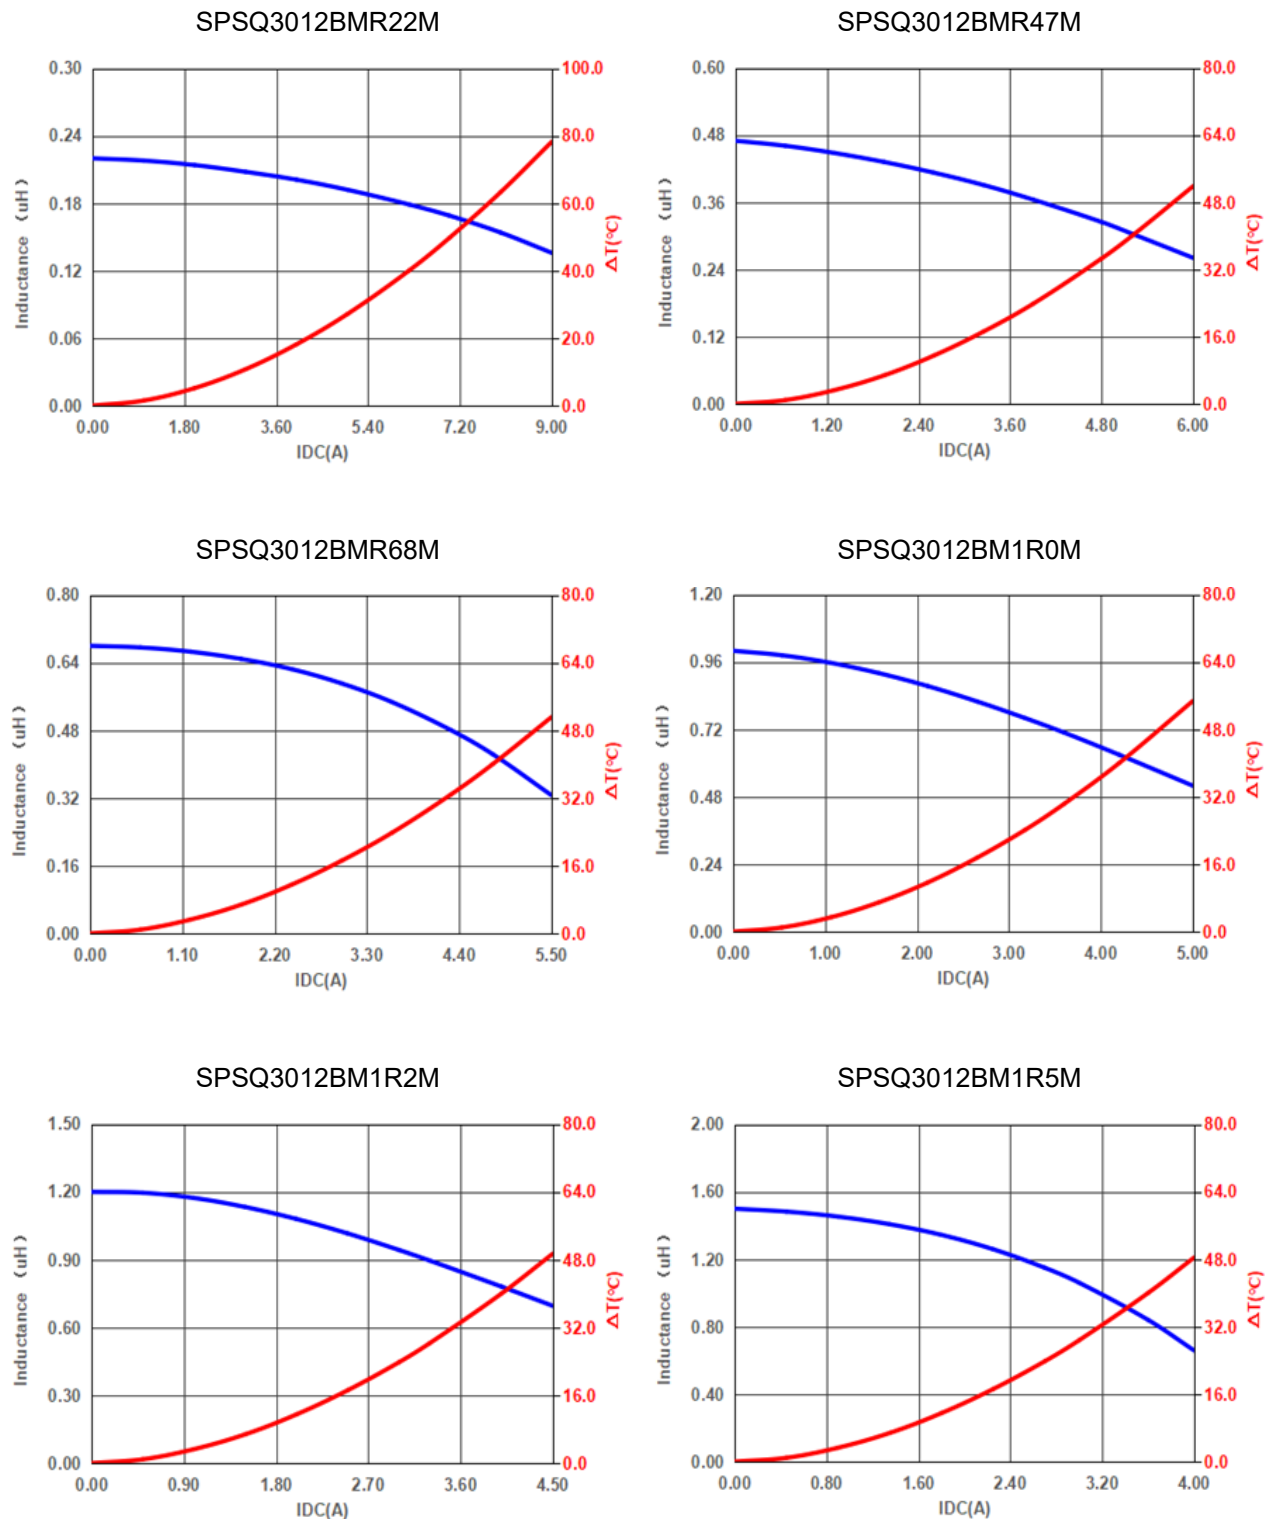 SPSQ3012BMR22M
SPSQ3012BMR47M
0.30
0.24
0.18
0.12
0.06
0.00
100.0
80.0
60.0
40.0
20.0
0.0
0.00 1.80 3.60 5.40 7.20 9.00
IDC(A)
Inductance (uH)
ΔT(℃)
0.60
0.48
0.36
0.24
0.12
0.00
80.0
64.0
48.0
32.0
16.0
0.0
0.00 1.20 2.40 3.60 4.80 6.00
IDC(A)
Inductance (uH)
ΔT(℃)
SPSQ3012BMR68M
SPSQ3012BM1R0M
0.80
0.64
0.48
0.32
0.16
0.00
80.0
64.0
48.0
32.0
16.0
0.0
0.00 1.10 2.20 3.30 4.40 5.50
IDC(A)
Inductance (uH)
ΔT(℃)
1.20
0.96
0.72
0.48
0.24
0.00
80.0
64.0
48.0
32.0
16.0
0.0
0.00 1.00 2.00 3.00 4.00 5.00
IDC(A)
Inductance (uH)
ΔT(℃)
SPSQ3012BM1R2M
SPSQ3012BM1R5M
1.50
1.20
0.90
0.60
0.30
0.00
80.0
64.0
48.0
32.0
16.0
0.0
0.00 0.90 1.80 2.70 3.60 4.50
IDC(A)
Inductance (uH)
ΔT(℃)
2.00
1.60
1.20
0.80
0.40
0.00
80.0
64.0
48.0
32.0
16.0
0.0
0.00 0.80 1.60 2.40 3.20 4.00
IDC(A)
Inductance (uH)
ΔT(℃)